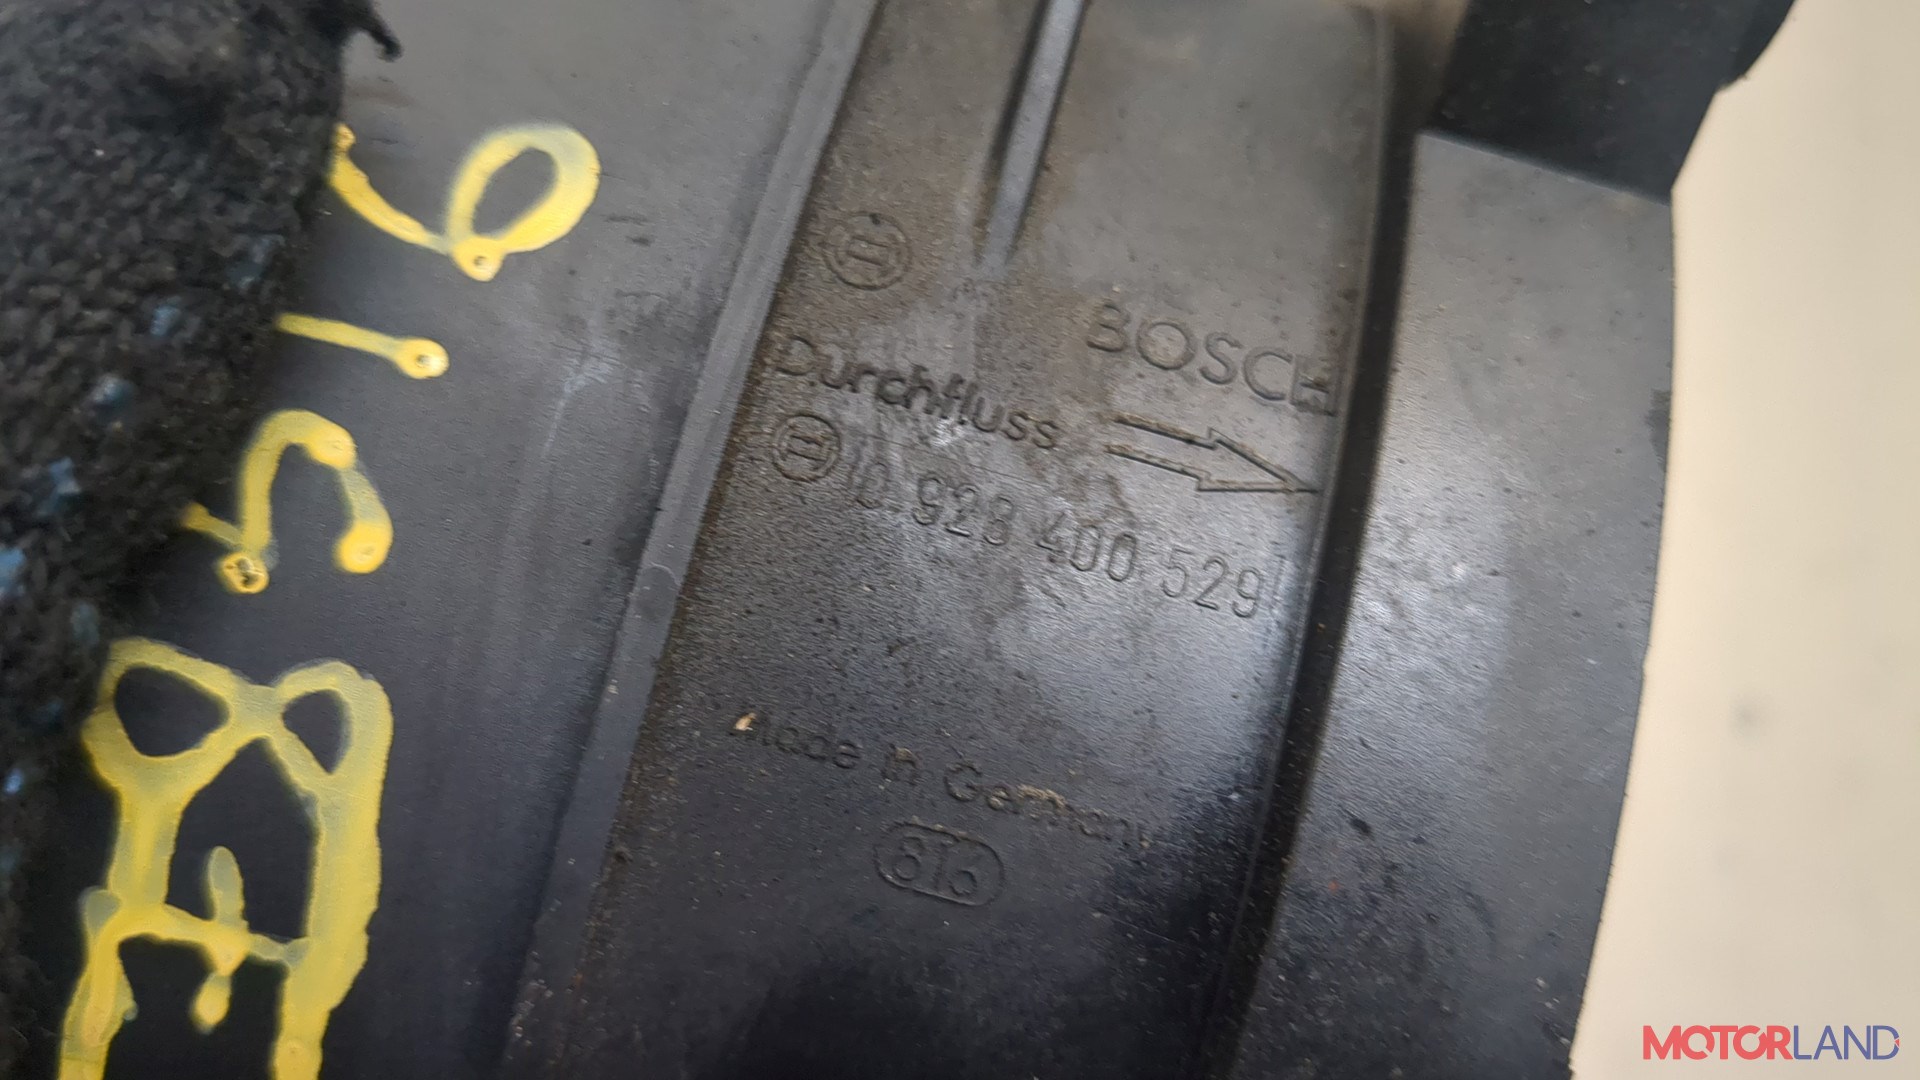 BOSCH
Durchfluss
0 928 400 529
Made in Germany
816
MOTORLAND